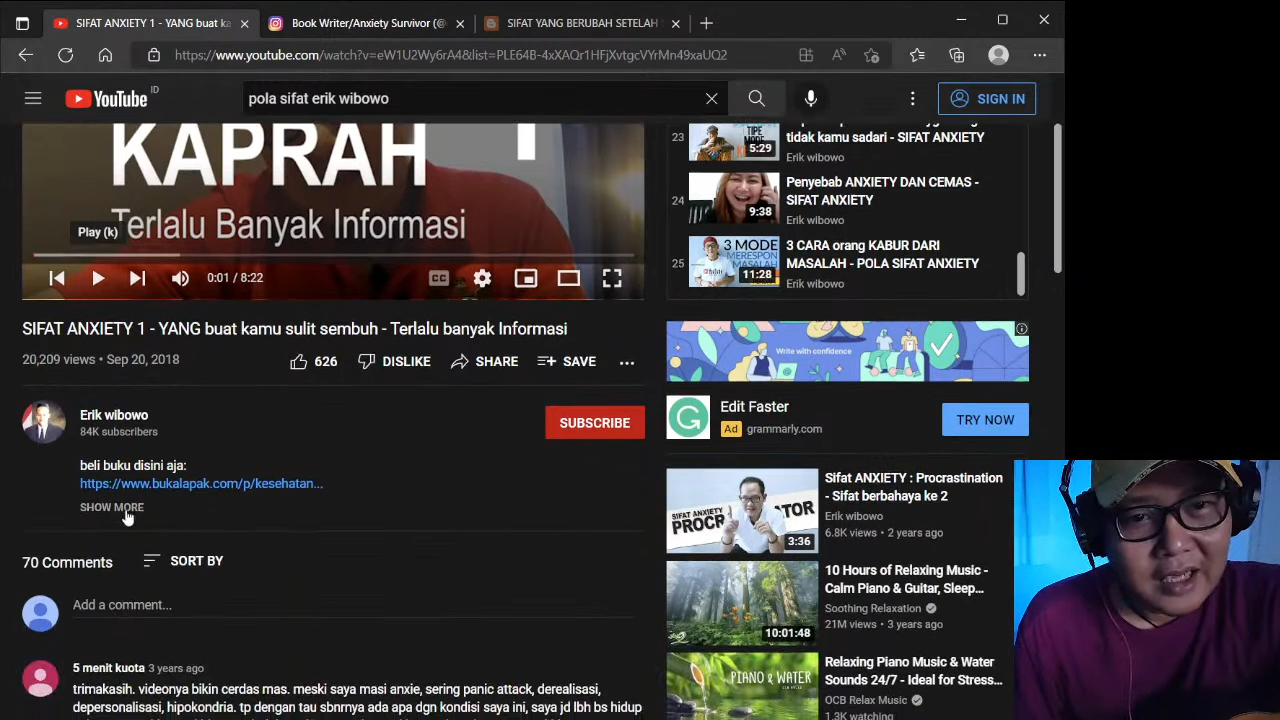 SIFAT ANXIETY 1 - YANG buat ka
Book Writer/Anxiety Survivor (@
SIFAT YANG BERUBAH SETELAH
https://www.youtube.com/watch?v=eW1U2Wy6rA4&list=PLE64B-4xXAQr1HFjXvtgcVYrMn49xaUQ2
YouTube ID
pola sifat erik wibowo
SIGN IN
KAPRAH
Terlalu Banyak Informasi
Play (k)
0:01 / 8:22
SIFAT ANXIETY 1 - YANG buat kamu sulit sembuh - Terlalu banyak Informasi
20,209 views • Sep 20, 2018
626
DISLIKE
SHARE
SAVE
Erik wibowo
84K subscribers
SUBSCRIBE
beli buku disini aja:
https://www.bukalapak.com/p/kesehatan...
SHOW MORE
70 Comments
SORT BY
Add a comment...
5 menit kuota 3 years ago
trimakasih. videonya bikin cerdas mas. meski saya masi anxie, sering panic attack, derealisasi,
depersonalisasi, hipokondria. tp dengan tau sbnrnya ada apa dgn kondisi saya ini, saya jd lbh bs hidup
23
5:29
tidak kamu sadari - SIFAT ANXIETY
Erik wibowo
24
9:38
Penyebab ANXIETY DAN CEMAS -
SIFAT ANXIETY
Erik wibowo
25
3 MODE
MERESPON
MASALAH
11:28
3 CARA orang KABUR DARI
MASALAH - POLA SIFAT ANXIETY
Erik wibowo
Write with confidence
Edit Faster
Ad grammarly.com
TRY NOW
SIFAT ANXIETY
3:36
Sifat ANXIETY : Procrastination
- Sifat berbahaya ke 2
Erik wibowo
6.8K views • 2 years ago
10:01:48
10 Hours of Relaxing Music -
Calm Piano & Guitar, Sleep...
Soothing Relaxation
21M views • 3 years ago
PIANO & WATER
Relaxing Piano Music & Water
Sounds 24/7 - Ideal for Stress...
OCB Relax Music
1.3K watching